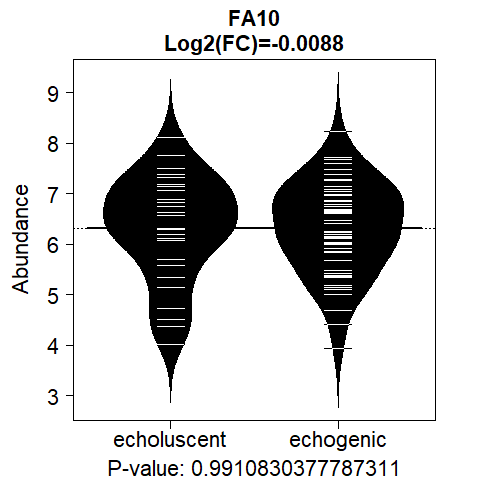 FA10
Log2(FC)=-0.0088
Abundance
9
8
7
6
5
4
3
echoluscent echogenic
P-value: 0.9910830377787311